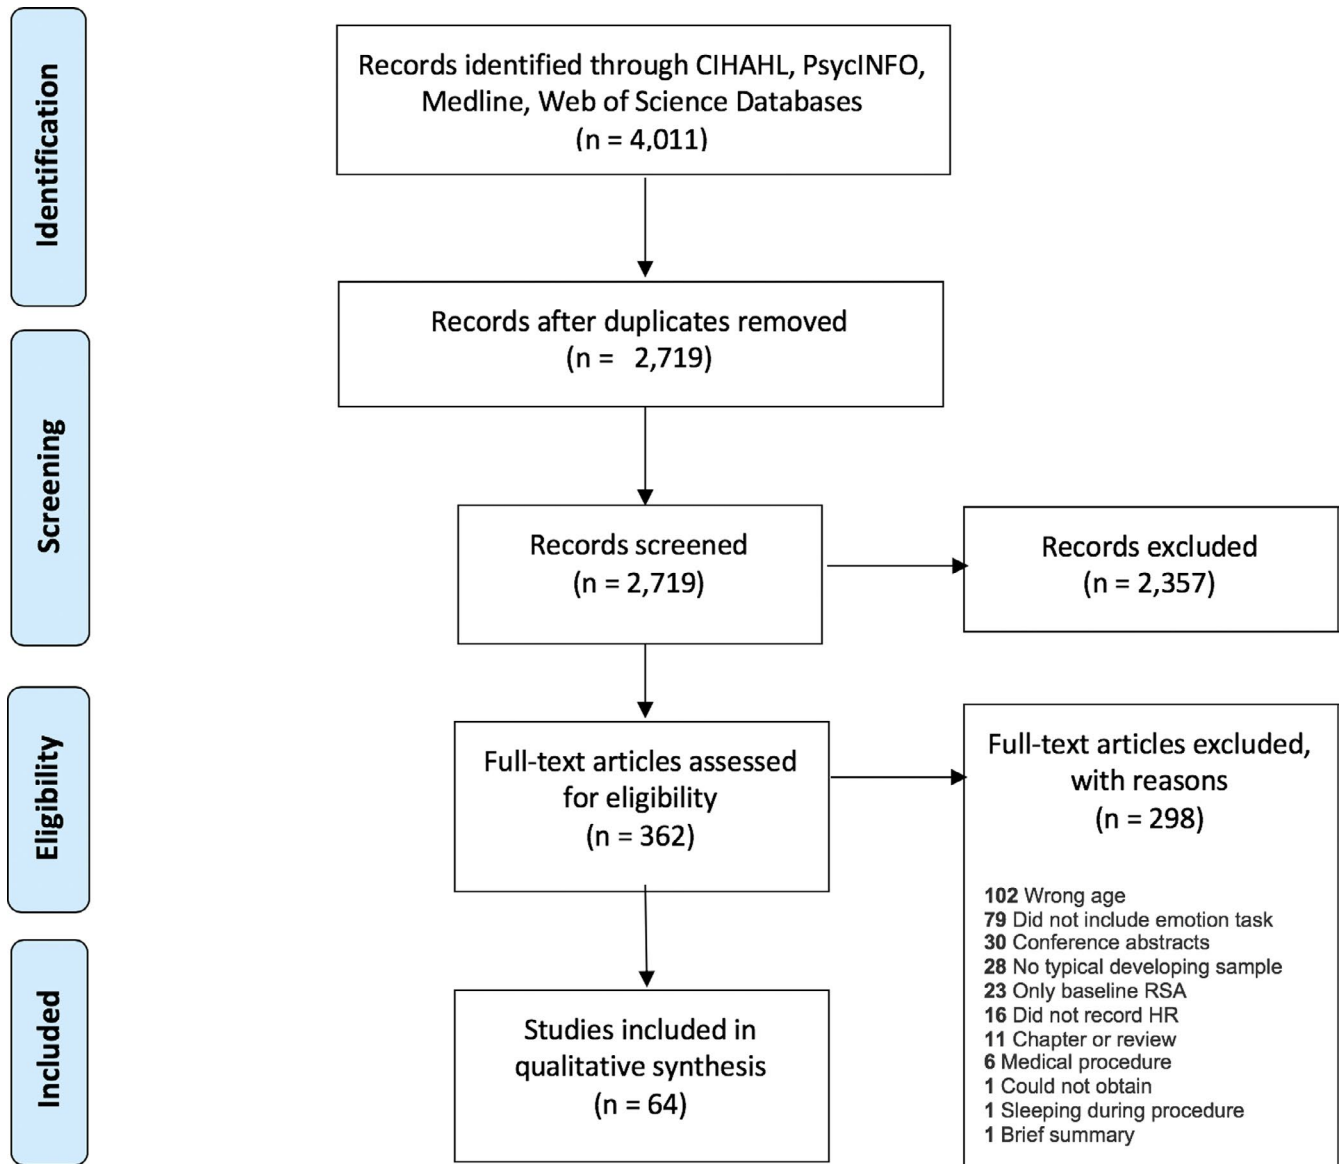 Identification
Records identified through CIHAHL, PsycINFO,
Medline, Web of Science Databases
(n = 4,011)
Records after duplicates removed
(n = 2,719)
Screening
Records screened
(n = 2,719)
Records excluded
(n = 2,357)
Eligibility
Full-text articles assessed
for eligibility
(n = 362)
Full-text articles excluded,
with reasons
(n = 298)
102 Wrong age
79 Did not include emotion task
30 Conference abstracts
28 No typical developing sample
23 Only baseline RSA
16 Did not record HR
11 Chapter or review
6 Medical procedure
1 Could not obtain
1 Sleeping during procedure
1 Brief summary
Included
Studies included in
qualitative synthesis
(n = 64)